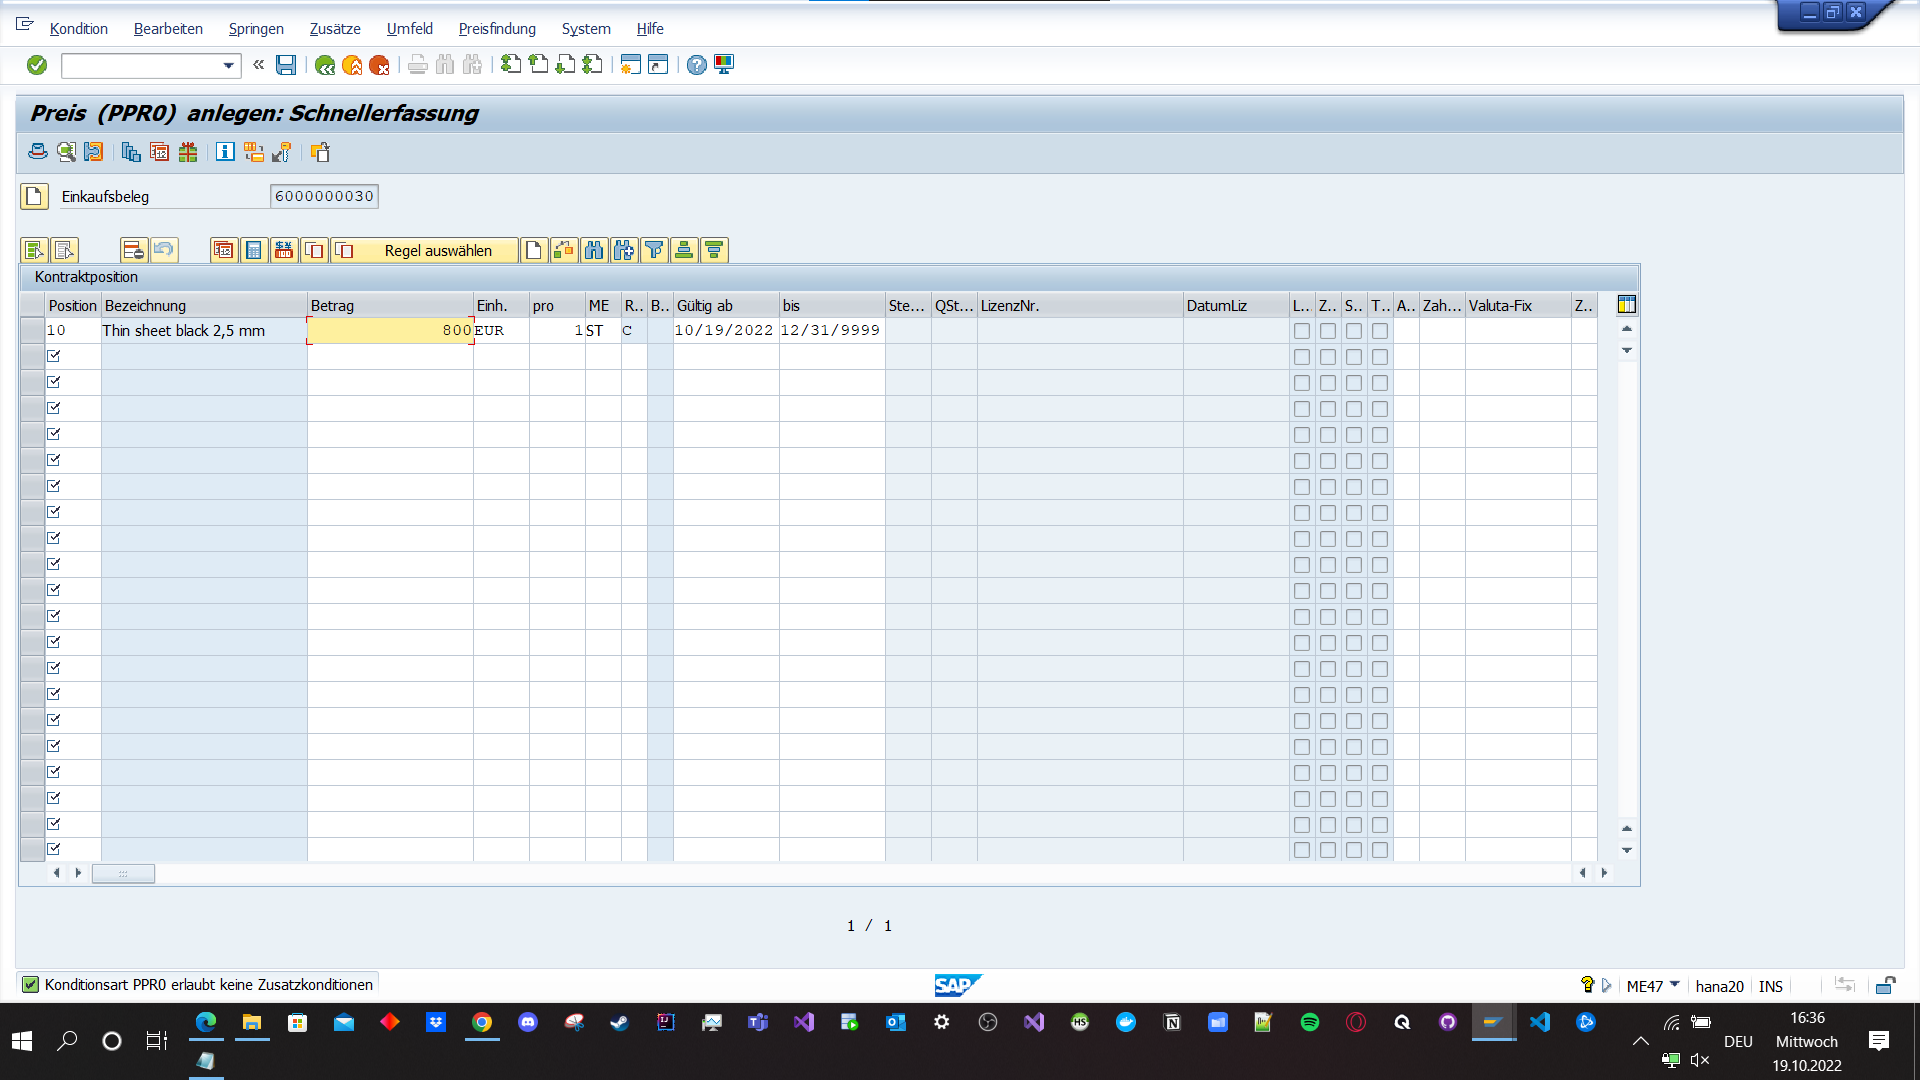 Kondition Bearbeiten Springen Zusätze Umfeld Preisfindung System Hilfe
Preis (PPR0) anlegen: Schnellerfassung
Einkaufsbeleg 6000000030
Regel auswählen
Kontraktposition
Position Bezeichnung Betrag Einh. pro ME R.. B.. Gültig ab bis Ste... QSt... LizenzNr. DatumLiz L... Z... S... T... A... Zah... Valuta-Fix Z..
10 Thin sheet black 2,5 mm 800 EUR 1 ST C 10/19/2022 12/31/9999
1 / 1
Konditionsart PPR0 erlaubt keine Zusatzkonditionen SAP ME47 hana20 INS
16:36
DEU Mittwoch
19.10.2022